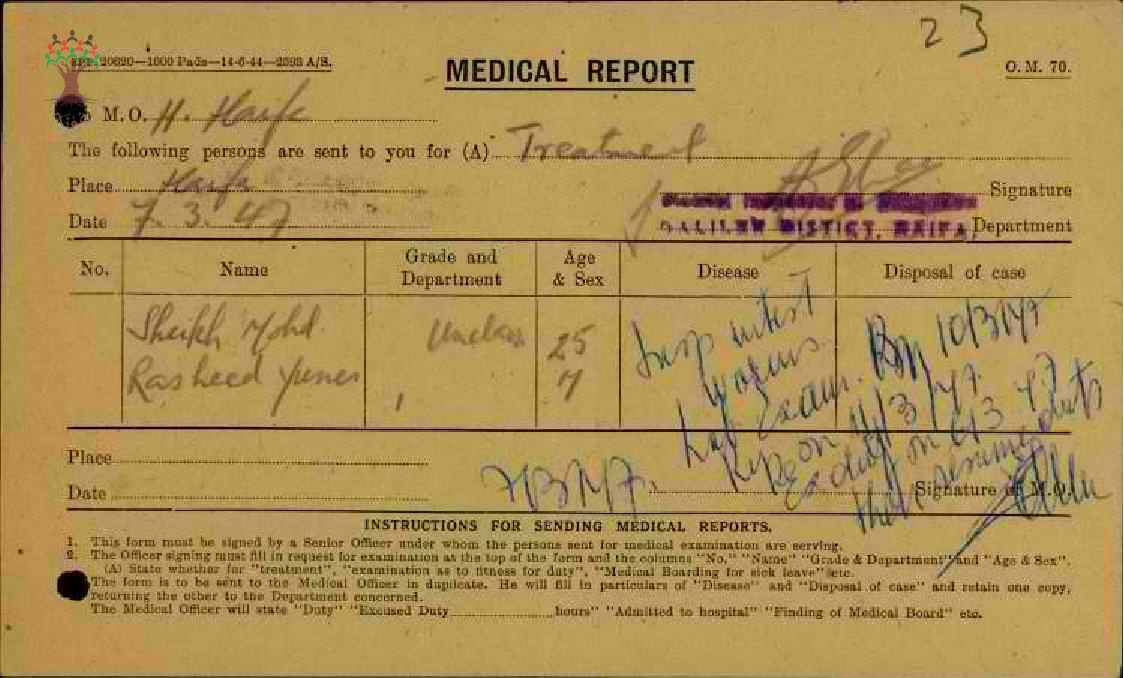 23
20620—1000 Pads—14-6-44—2893 A/S.
MEDICAL REPORT
O. M. 70.
M.O. H. Haifa
The following persons are sent to you for (A) Treatment
Place Haifa
Signature
Date 7.3.47
GALILEE DISTICT, HAIFA.
Department
No.
Name
Grade and Department
Age & Sex
Disease
Disposal of case
Sheikh Mohd.
Rasheed Yunes
Unclass
25
Lab exam. 10/3/47
on 11/3/47.
on 6/3 47
then resume duty
Place
Date
Signature of M.O.
INSTRUCTIONS FOR SENDING MEDICAL REPORTS.
1. This form must be signed by a Senior Officer under whom the persons sent for medical examination are serving.
2. The Officer signing must fill in request for examination at the top of the form and the columns "No." "Name" "Grade & Department" and "Age & Sex".
(A) State whether for "treatment", "examination as to fitness for duty", "Medical Boarding for sick leave" etc.
The form is to be sent to the Medical Officer in duplicate. He will fill in particulars of "Disease" and "Disposal of case" and retain one copy,
returning the other to the Department concerned.
The Medical Officer will state "Duty" "Excused Duty hours" "Admitted to hospital" "Finding of Medical Board" etc.